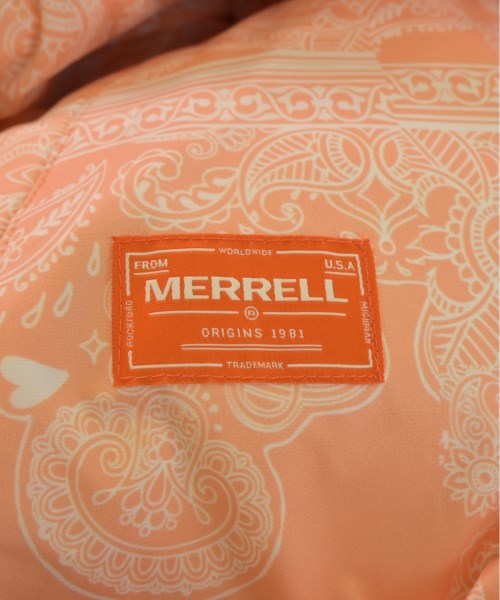 WORLDWIDE
FROM
U.S.A
MERRELL
ROCKFORD
MICHIGAN
ORIGINS 1981
TRADEMARK